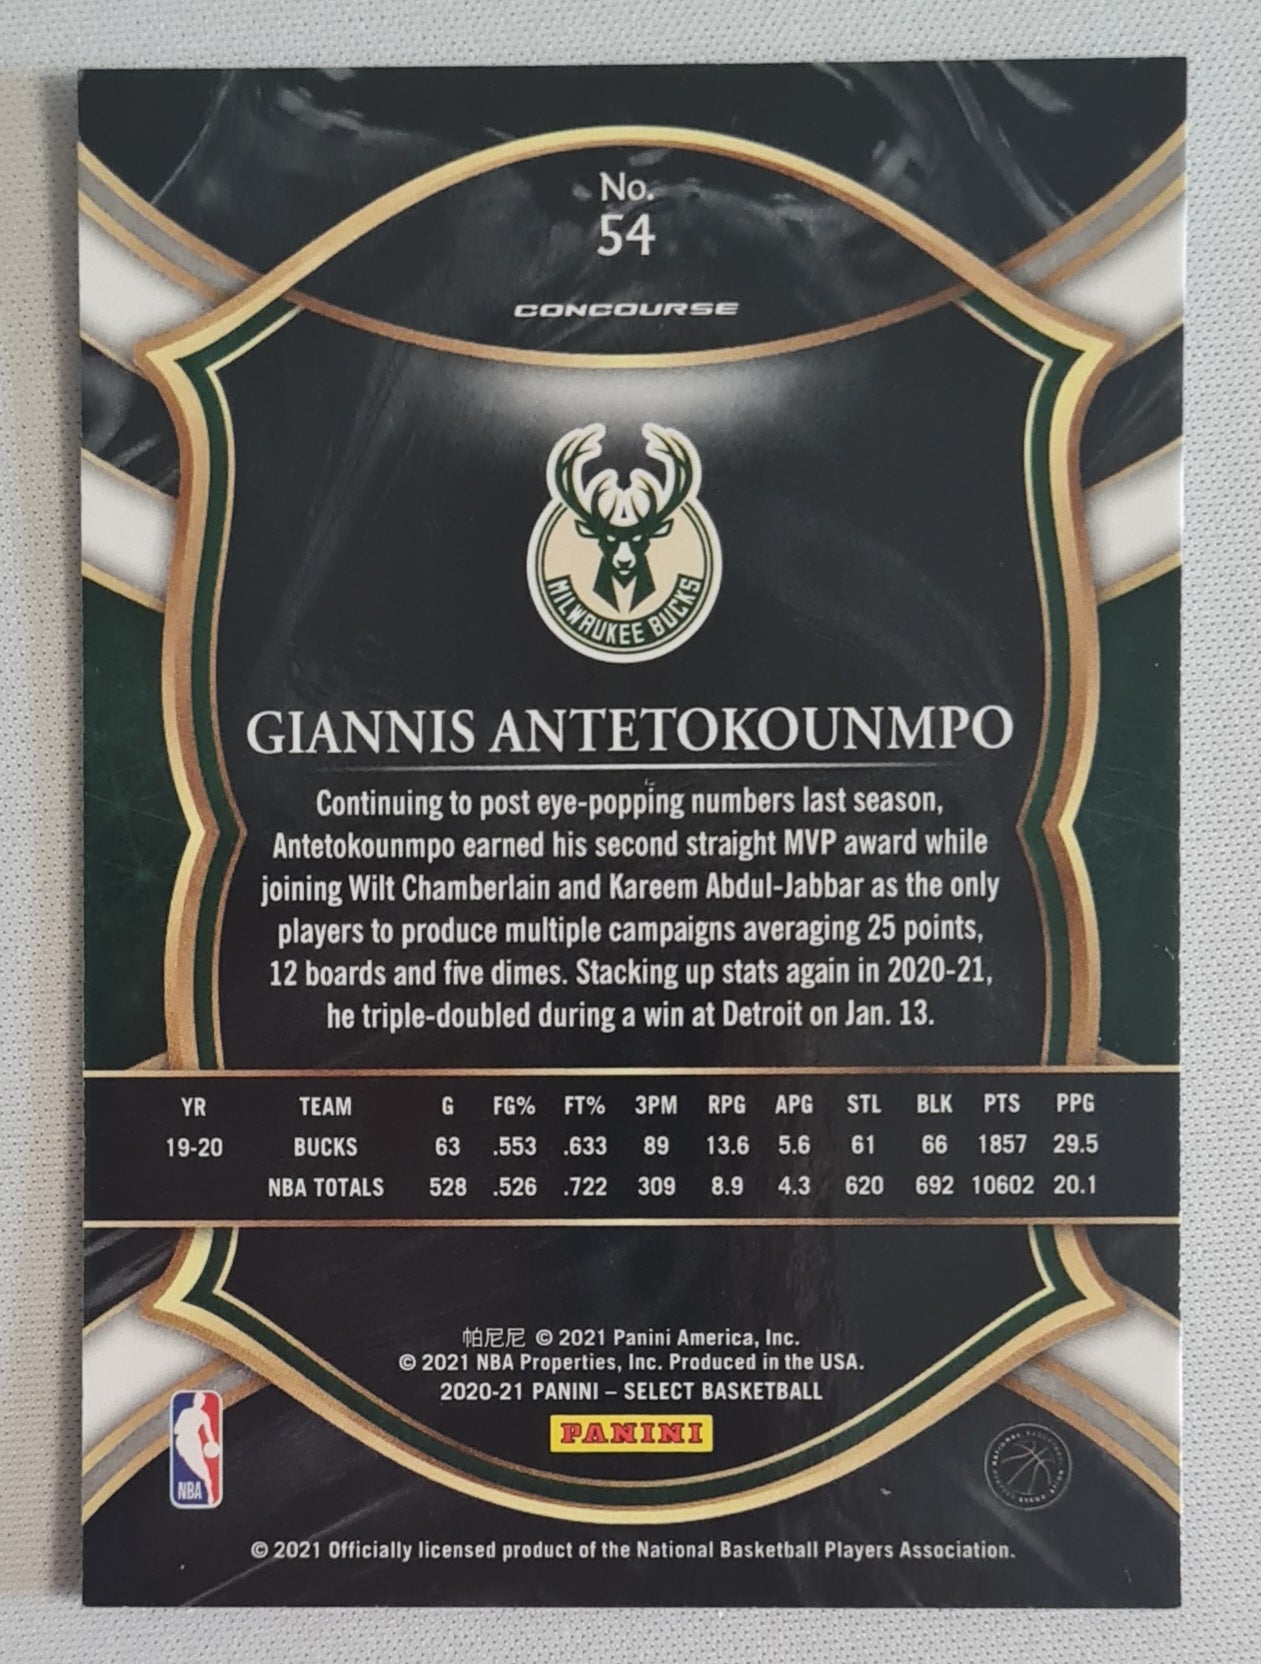 No.
54
CONCOURSE
MILWAUKEE BUCKS
GIANNIS ANTETOKOUNMPO
Continuing to post eye-popping numbers last season,
Antetokounmpo earned his second straight MVP award while
joining Wilt Chamberlain and Kareem Abdul-Jabbar as the only
players to produce multiple campaigns averaging 25 points,
12 boards and five dimes. Stacking up stats again in 2020-21,
he triple-doubled during a win at Detroit on Jan. 13.
YR TEAM G FG% FT% 3PM RPG APG STL BLK PTS PPG
19-20 BUCKS 63 .553 .633 89 13.6 5.6 61 66 1857 29.5
NBA TOTALS 528 .526 .722 309 8.9 4.3 620 692 10602 20.1
帕尼尼 © 2021 Panini America, Inc.
© 2021 NBA Properties, Inc. Produced in the USA.
2020-21 PANINI – SELECT BASKETBALL
PANINI
NBA
© 2021 Officially licensed product of the National Basketball Players Association.